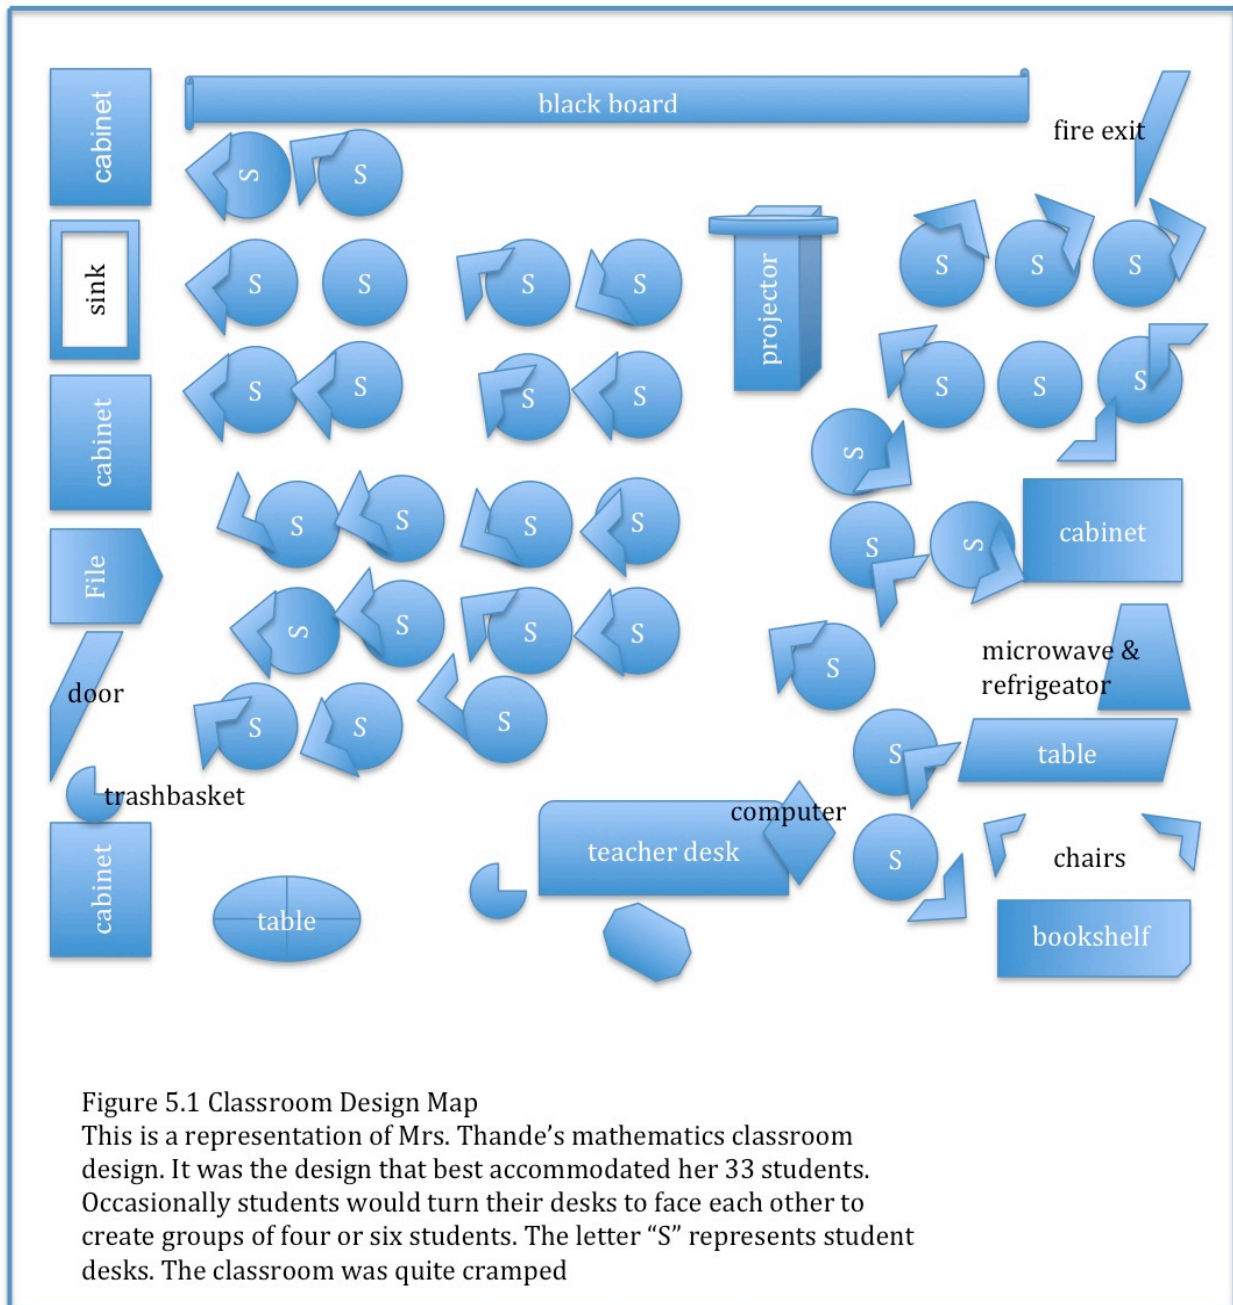 black board
cabinet
fire exit
S S
S S S
sink
projector
S S S S
S S S
cabinet
S S S S
S
S S S S
cabinet
S S
File
S S S S
microwave &
refrigeator
S
door
S S S
S
table
trashbasket
computer
teacher desk
S
chairs
cabinet
table
bookshelf
Figure 5.1 Classroom Design Map
This is a representation of Mrs. Thande’s mathematics classroom
design. It was the design that best accommodated her 33 students.
Occasionally students would turn their desks to face each other to
create groups of four or six students. The letter “S” represents student
desks. The classroom was quite cramped